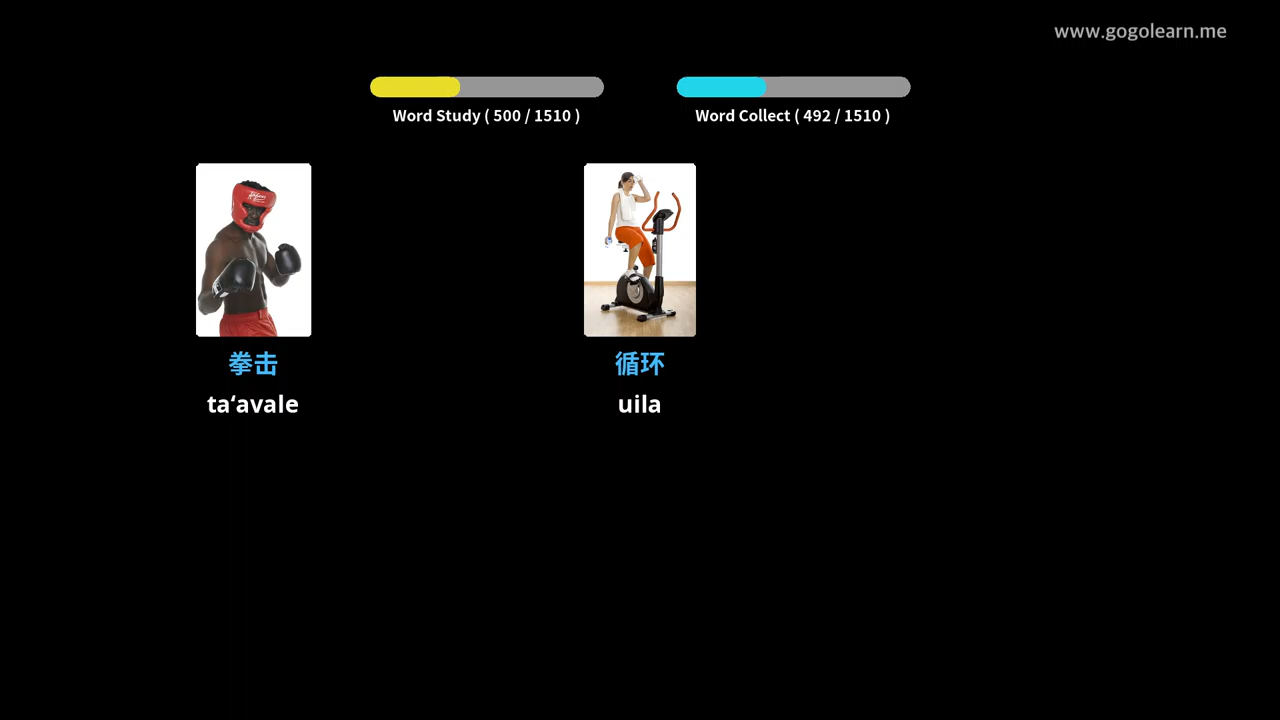 www.gogolearn.me
Word Study ( 500 / 1510 )
Word Collect ( 492 / 1510 )
拳击
循环
ta‘avale
uila